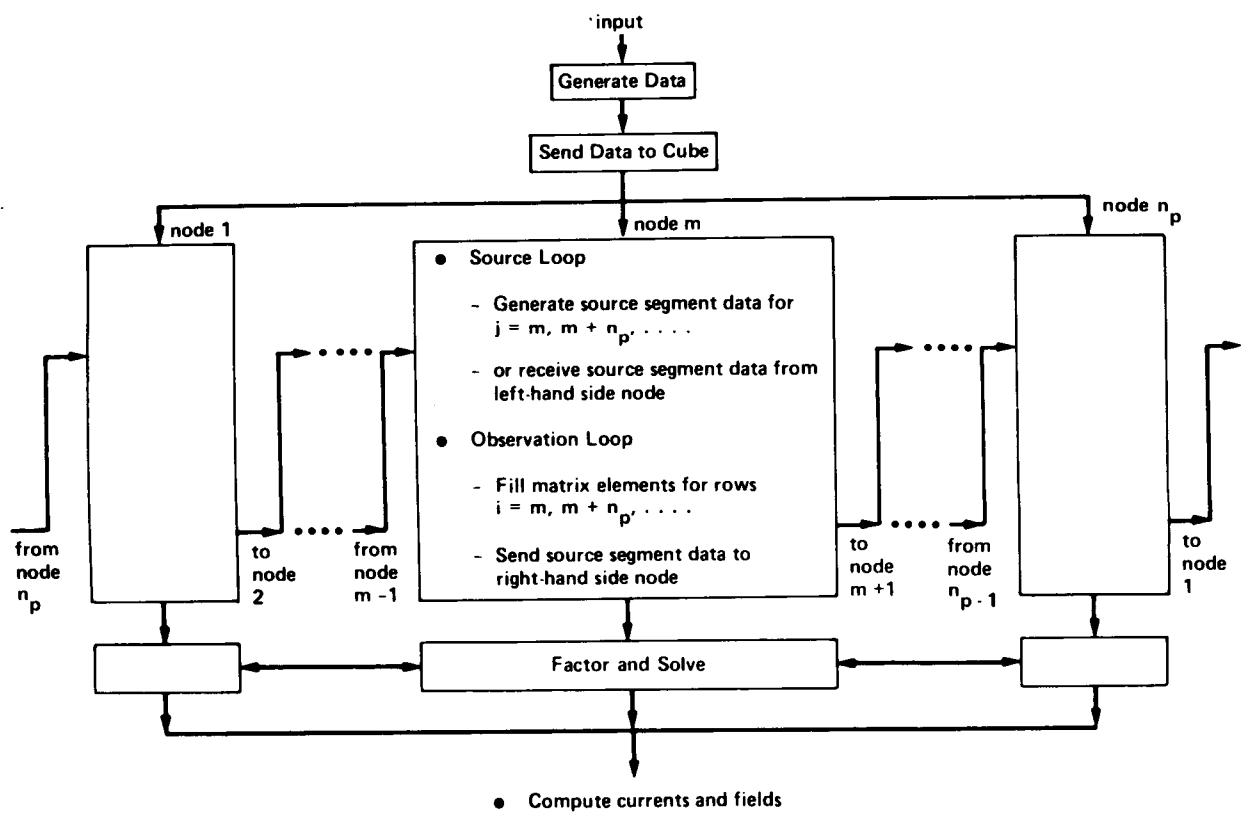 input
Generate Data
Send Data to Cube
node 1
node m
node n_p
● Source Loop
– Generate source segment data for
j = m, m + n_p, . . . .
– or receive source segment data from
left-hand side node
● Observation Loop
– Fill matrix elements for rows
i = m, m + n_p, . . . .
– Send source segment data to
right-hand side node
from
node
n_p
to
node
2
from
node
m -1
to
node
m +1
from
node
n_p - 1
to
node
1
Factor and Solve
● Compute currents and fields